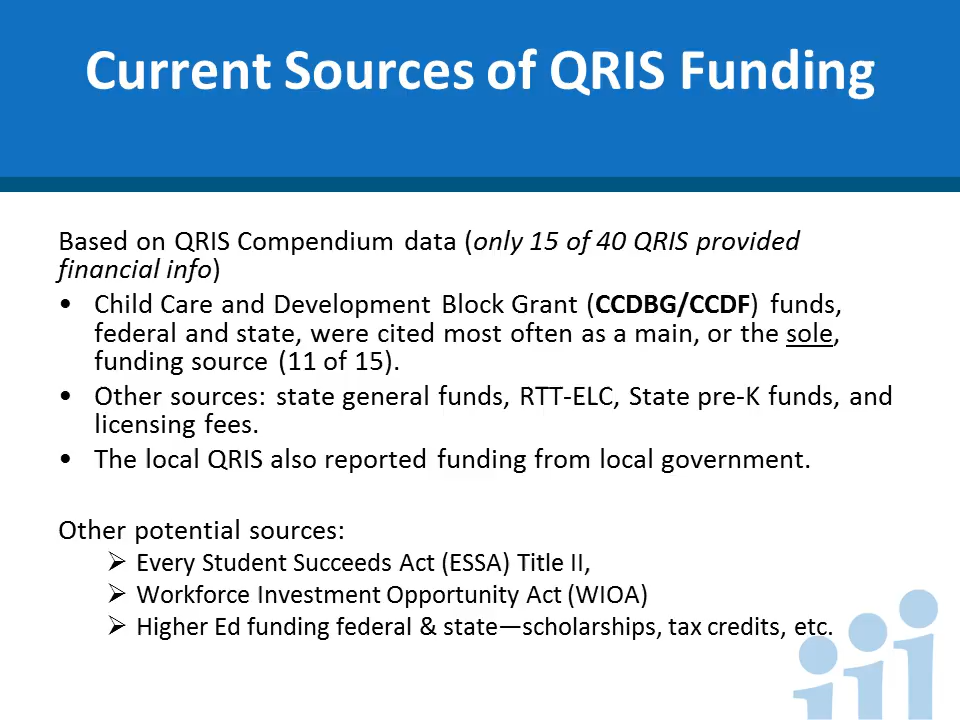 Current Sources of QRIS Funding
Based on QRIS Compendium data (only 15 of 40 QRIS provided
financial info)
• Child Care and Development Block Grant (CCDBG/CCDF) funds,
federal and state, were cited most often as a main, or the sole,
funding source (11 of 15).
• Other sources: state general funds, RTT-ELC, State pre-K funds, and
licensing fees.
• The local QRIS also reported funding from local government.
Other potential sources:
➢ Every Student Succeeds Act (ESSA) Title II,
➢ Workforce Investment Opportunity Act (WIOA)
➢ Higher Ed funding federal & state—scholarships, tax credits, etc.